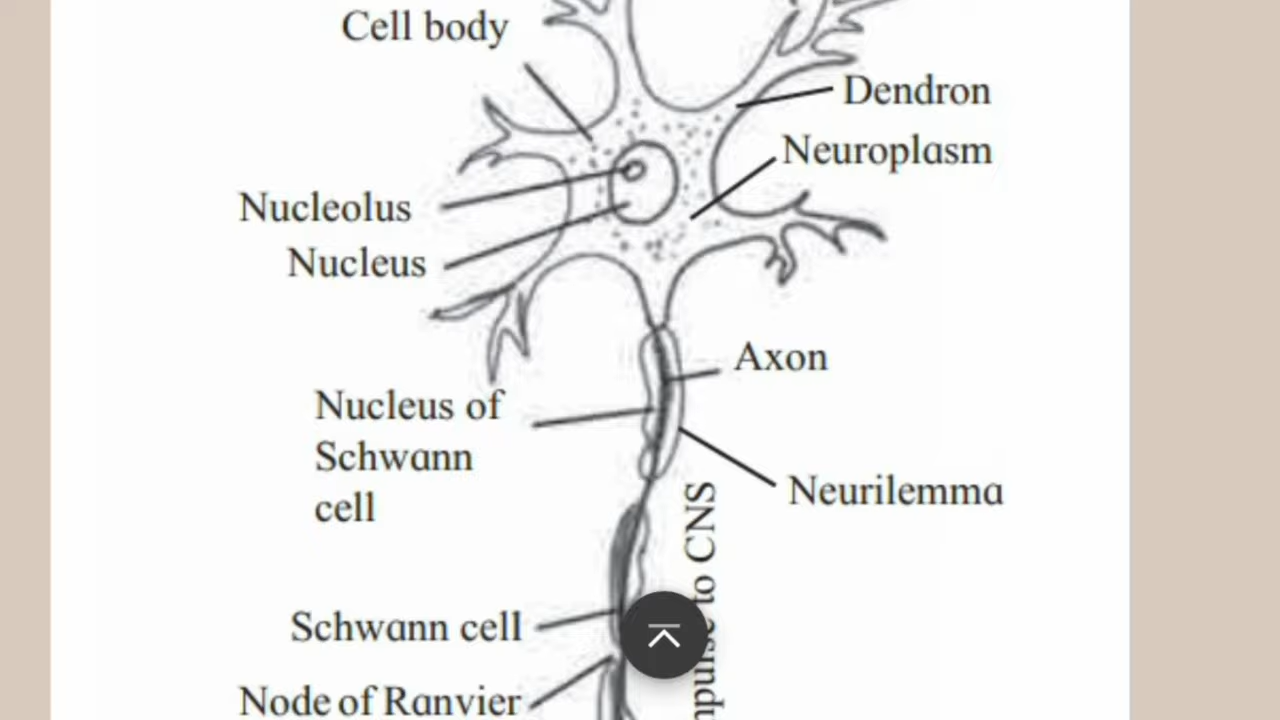 Cell body
Dendron
Neuroplasm
Nucleolus
Nucleus
Axon
Nucleus of
Schwann
cell
Neurilemma
to CNS
Schwann cell
Node of Ranvier